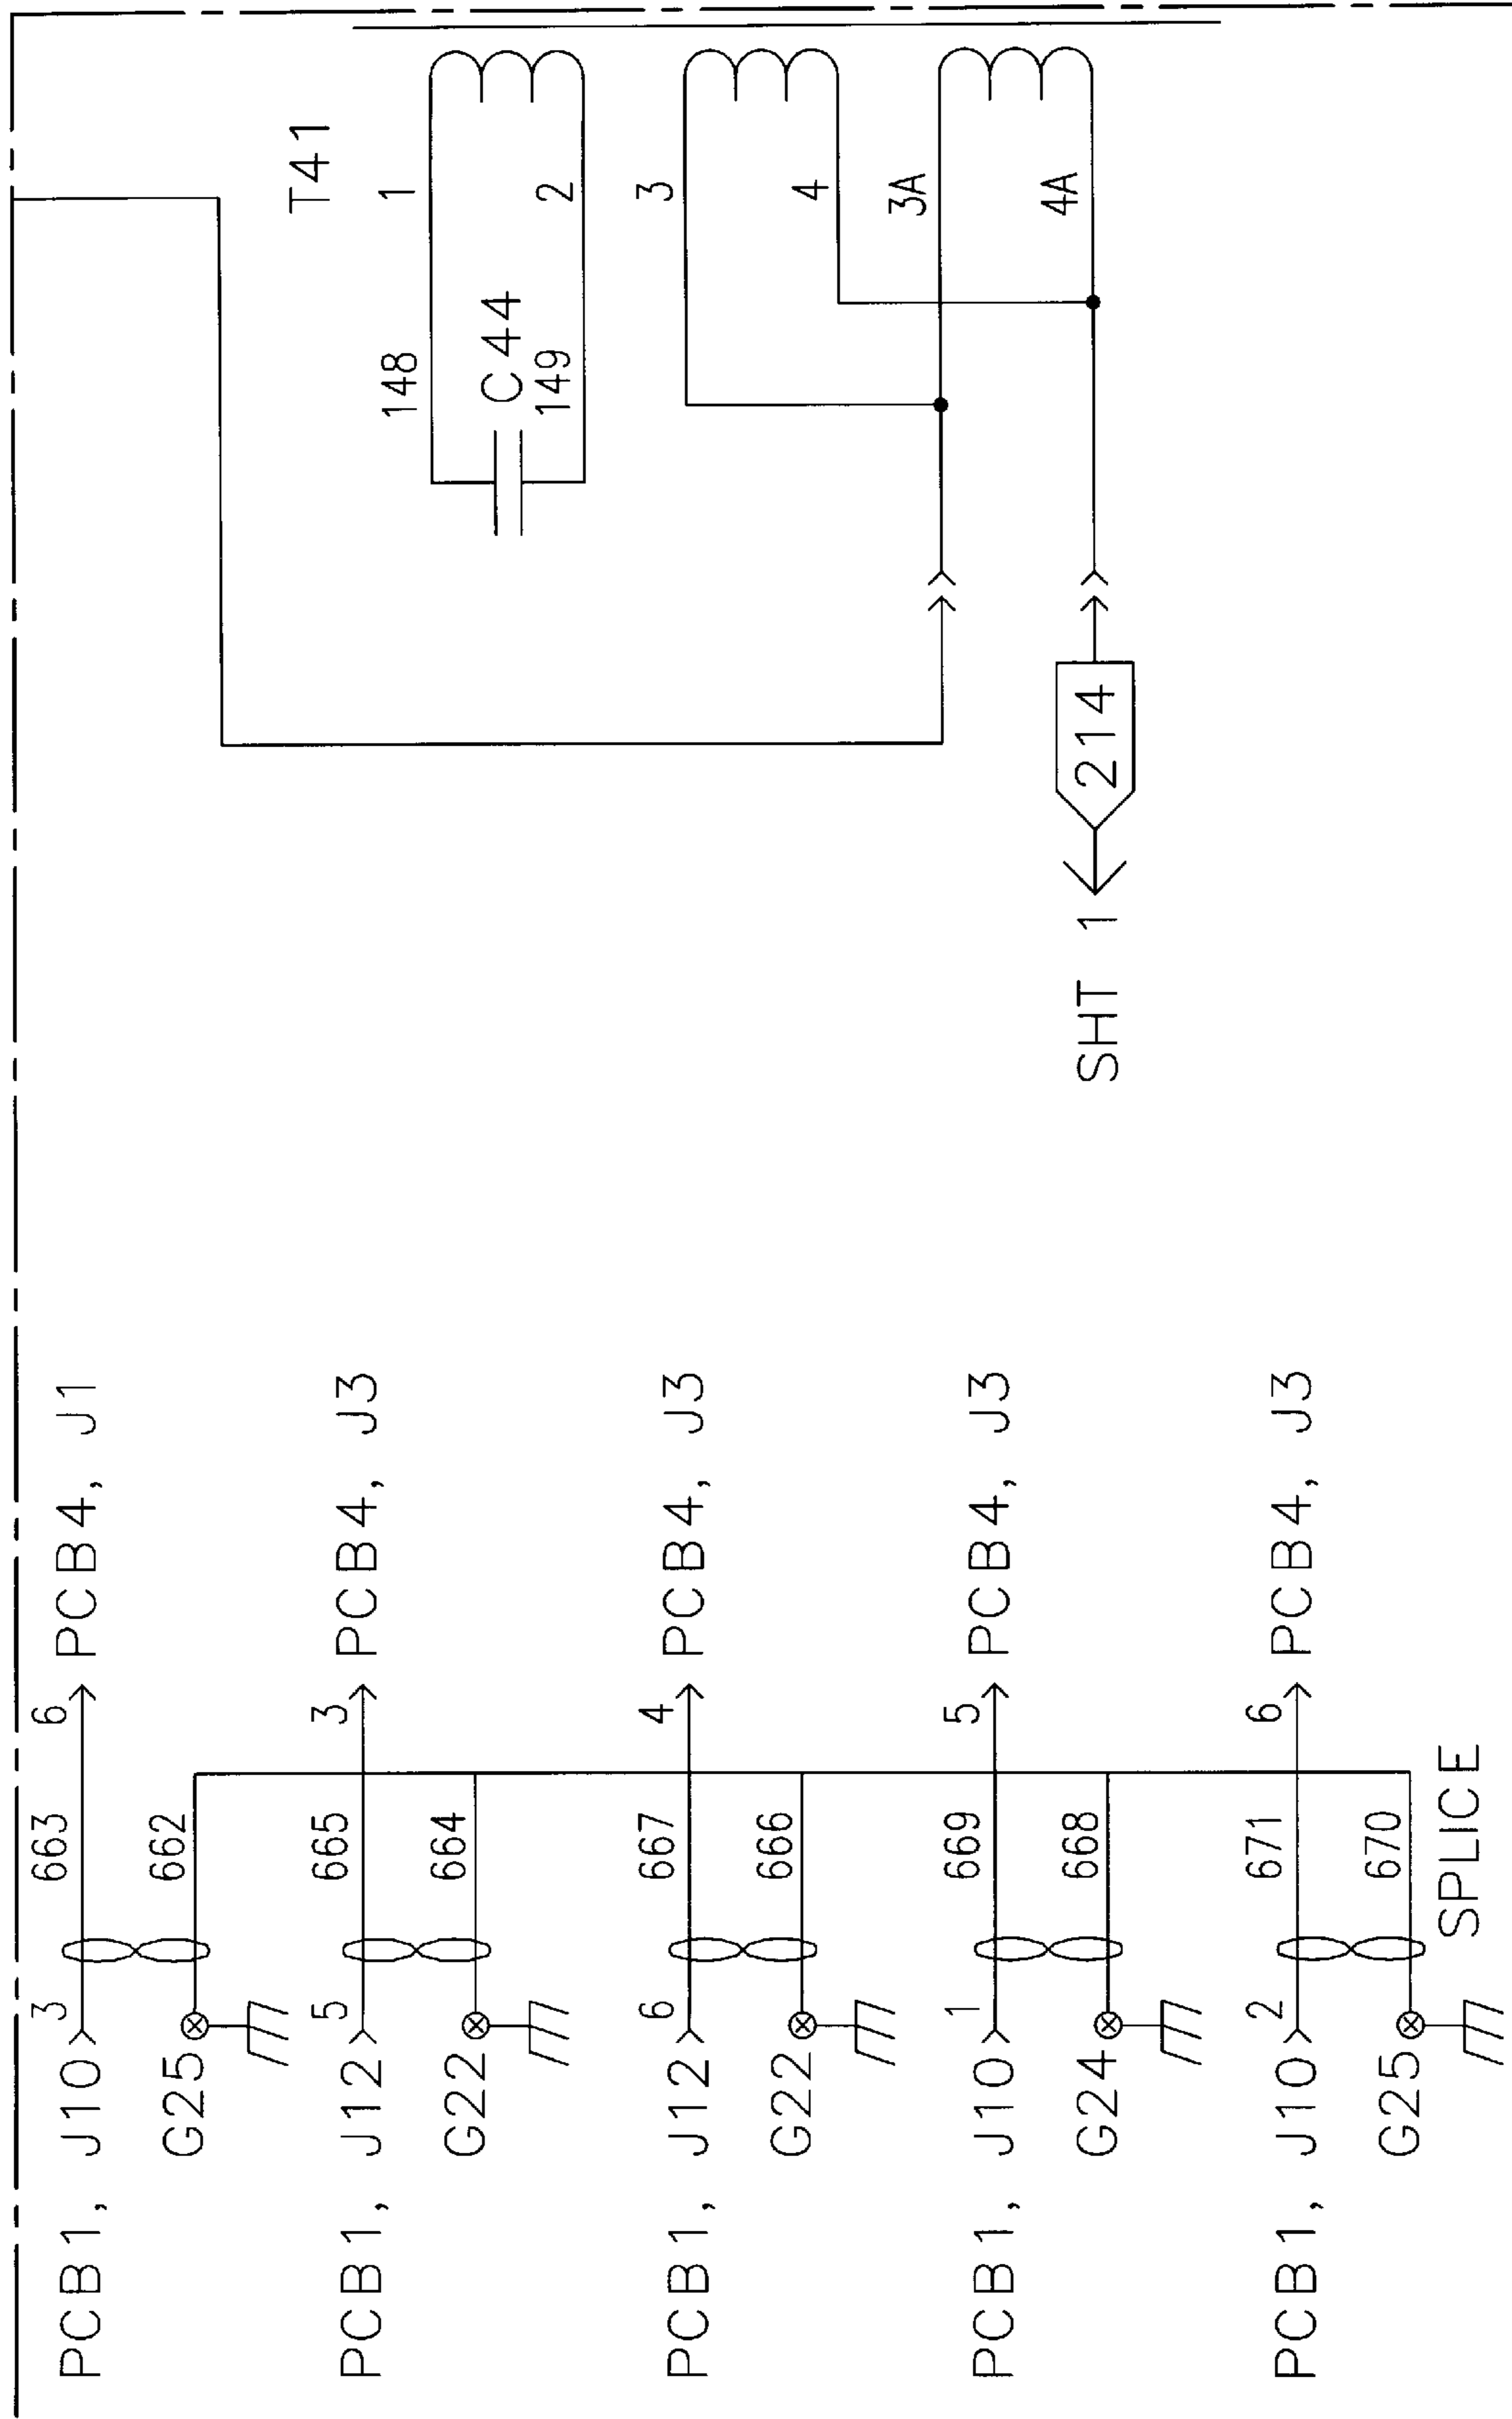 PCB1, J10 3 663 6 PCB4, J1
G25 662
PCB1, J12 5 665 3 PCB4, J3
G22 664
PCB1, J12 6 667 4 PCB4, J3
G22 666
PCB1, J10 1 669 5 PCB4, J3
G24 668
PCB1, J10 2 671 6 PCB4, J3
G25 670
SPLICE
T41
148 1
C44
149 2
3
4
3A
4A
SHT 1 214